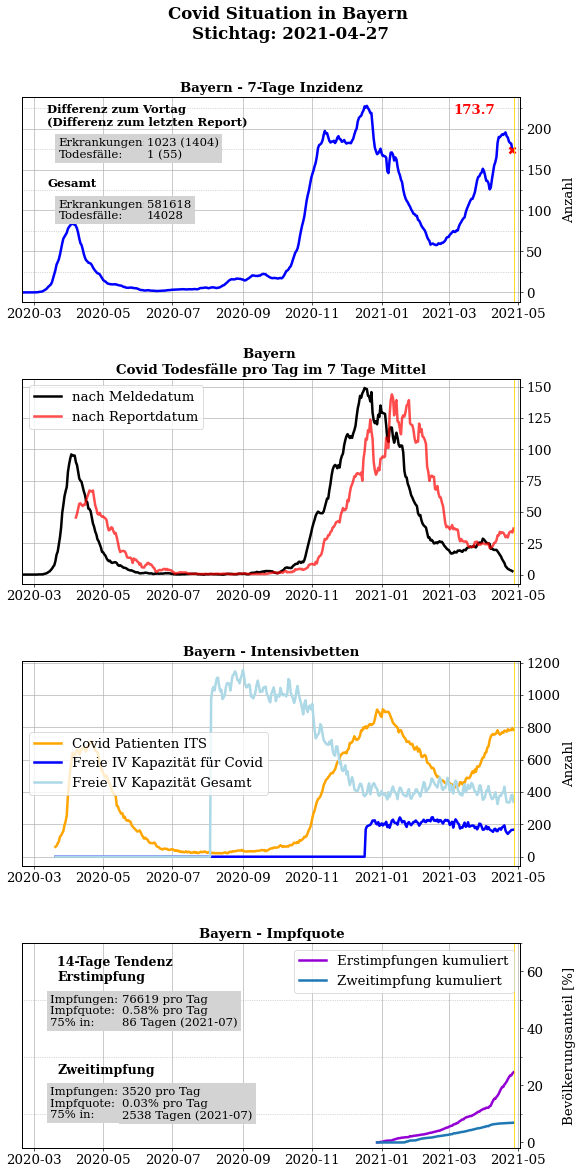 Covid Situation in Bayern
Stichtag: 2021-04-27
Bayern - 7-Tage Inzidenz
Differenz zum Vortag
(Differenz zum letzten Report)
Erkrankungen 1023 (1404)
Todesfälle: 1 (55)
Gesamt
Erkrankungen 581618
Todesfälle: 14028
173.7
200
150
100
50
0
Anzahl
2020-03 2020-05 2020-07 2020-09 2020-11 2021-01 2021-03 2021-05
Bayern
Covid Todesfälle pro Tag im 7 Tage Mittel
nach Meldedatum
nach Reportdatum
150
125
100
75
50
25
0
2020-03 2020-05 2020-07 2020-09 2020-11 2021-01 2021-03 2021-05
Bayern - Intensivbetten
Covid Patienten ITS
Freie IV Kapazität für Covid
Freie IV Kapazität Gesamt
1200
1000
800
600
400
200
0
Anzahl
2020-03 2020-05 2020-07 2020-09 2020-11 2021-01 2021-03 2021-05
Bayern - Impfquote
14-Tage Tendenz
Erstimpfung
Impfungen: 76619 pro Tag
Impfquote: 0.58% pro Tag
75% in: 86 Tagen (2021-07)
Zweitimpfung
Impfungen: 3520 pro Tag
Impfquote: 0.03% pro Tag
75% in: 2538 Tagen (2021-07)
Erstimpfungen kumuliert
Zweitimpfung kumuliert
60
40
20
0
Bevölkerungsanteil [%]
2020-03 2020-05 2020-07 2020-09 2020-11 2021-01 2021-03 2021-05